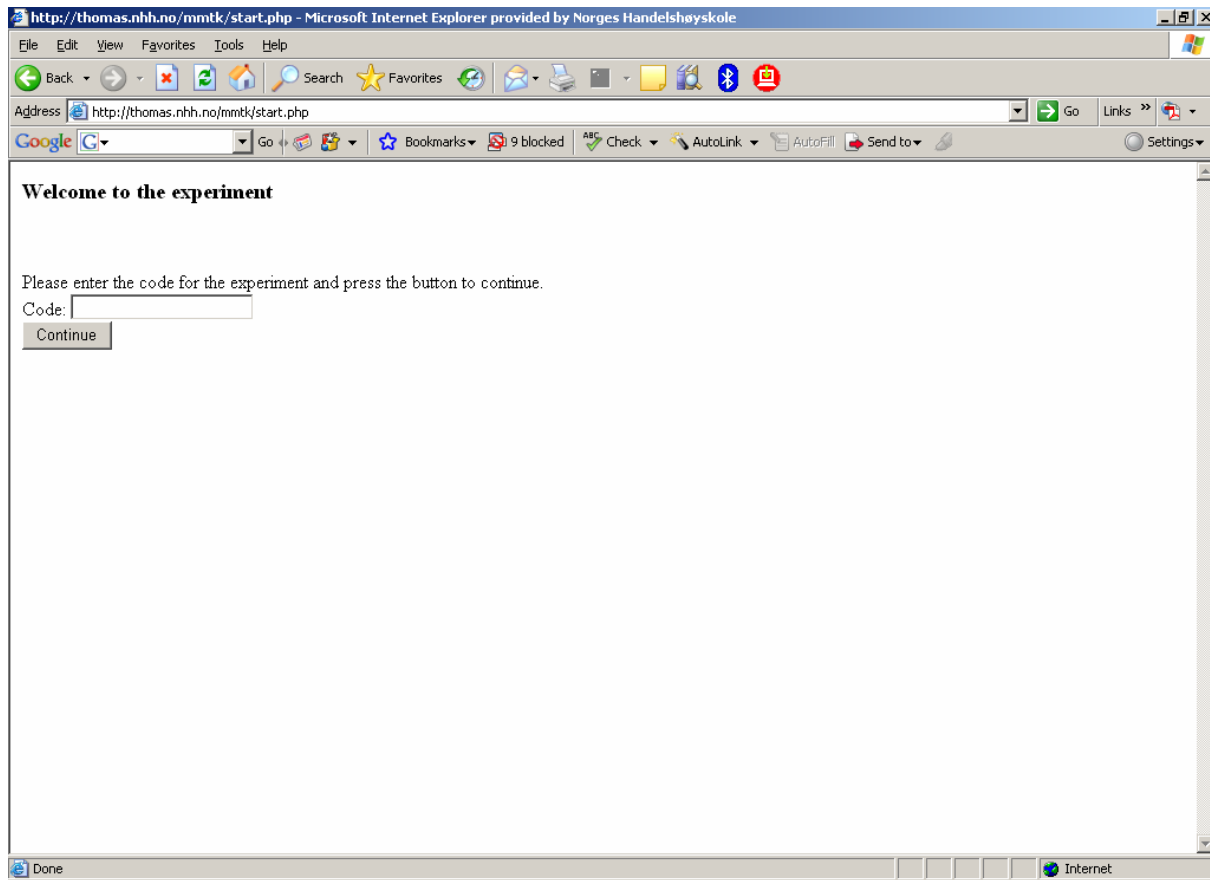 http://thomas.nhh.no/mmtk/start.php - Microsoft Internet Explorer provided by Norges Handelshøyskole
File Edit View Favorites Tools Help
Back Search Favorites
Address http://thomas.nhh.no/mmtk/start.php Go Links »
Google G Go Bookmarks 9 blocked ABC Check AutoLink AutoFill Send to Settings
Welcome to the experiment
Please enter the code for the experiment and press the button to continue.
Code:
Continue
Done Internet